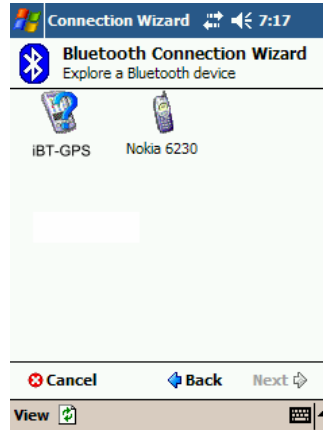 Connection Wizard 7:17
Bluetooth Connection Wizard
Explore a Bluetooth device
iBT-GPS Nokia 6230
Cancel Back Next
View